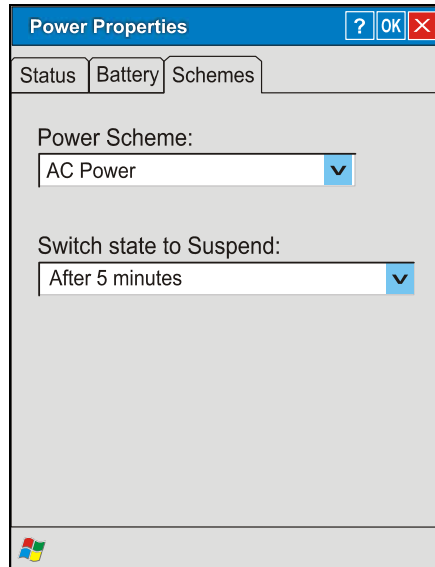 Power Properties ? OK X
Status Battery Schemes
Power Scheme:
AC Power
Switch state to Suspend:
After 5 minutes